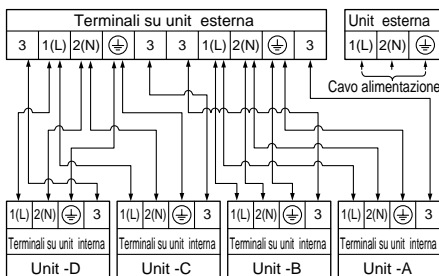 Terminali su unit esterna
3 1(L) 2(N) 3 3 1(L) 2(N) 3
Unit esterna
1(L) 2(N)
Cavo alimentazione
1(L) 2(N) 3
Terminali su unit interna
Unit -D
1(L) 2(N) 3
Terminali su unit interna
Unit -C
1(L) 2(N) 3
Terminali su unit interna
Unit -B
1(L) 2(N) 3
Terminali su unit interna
Unit -A